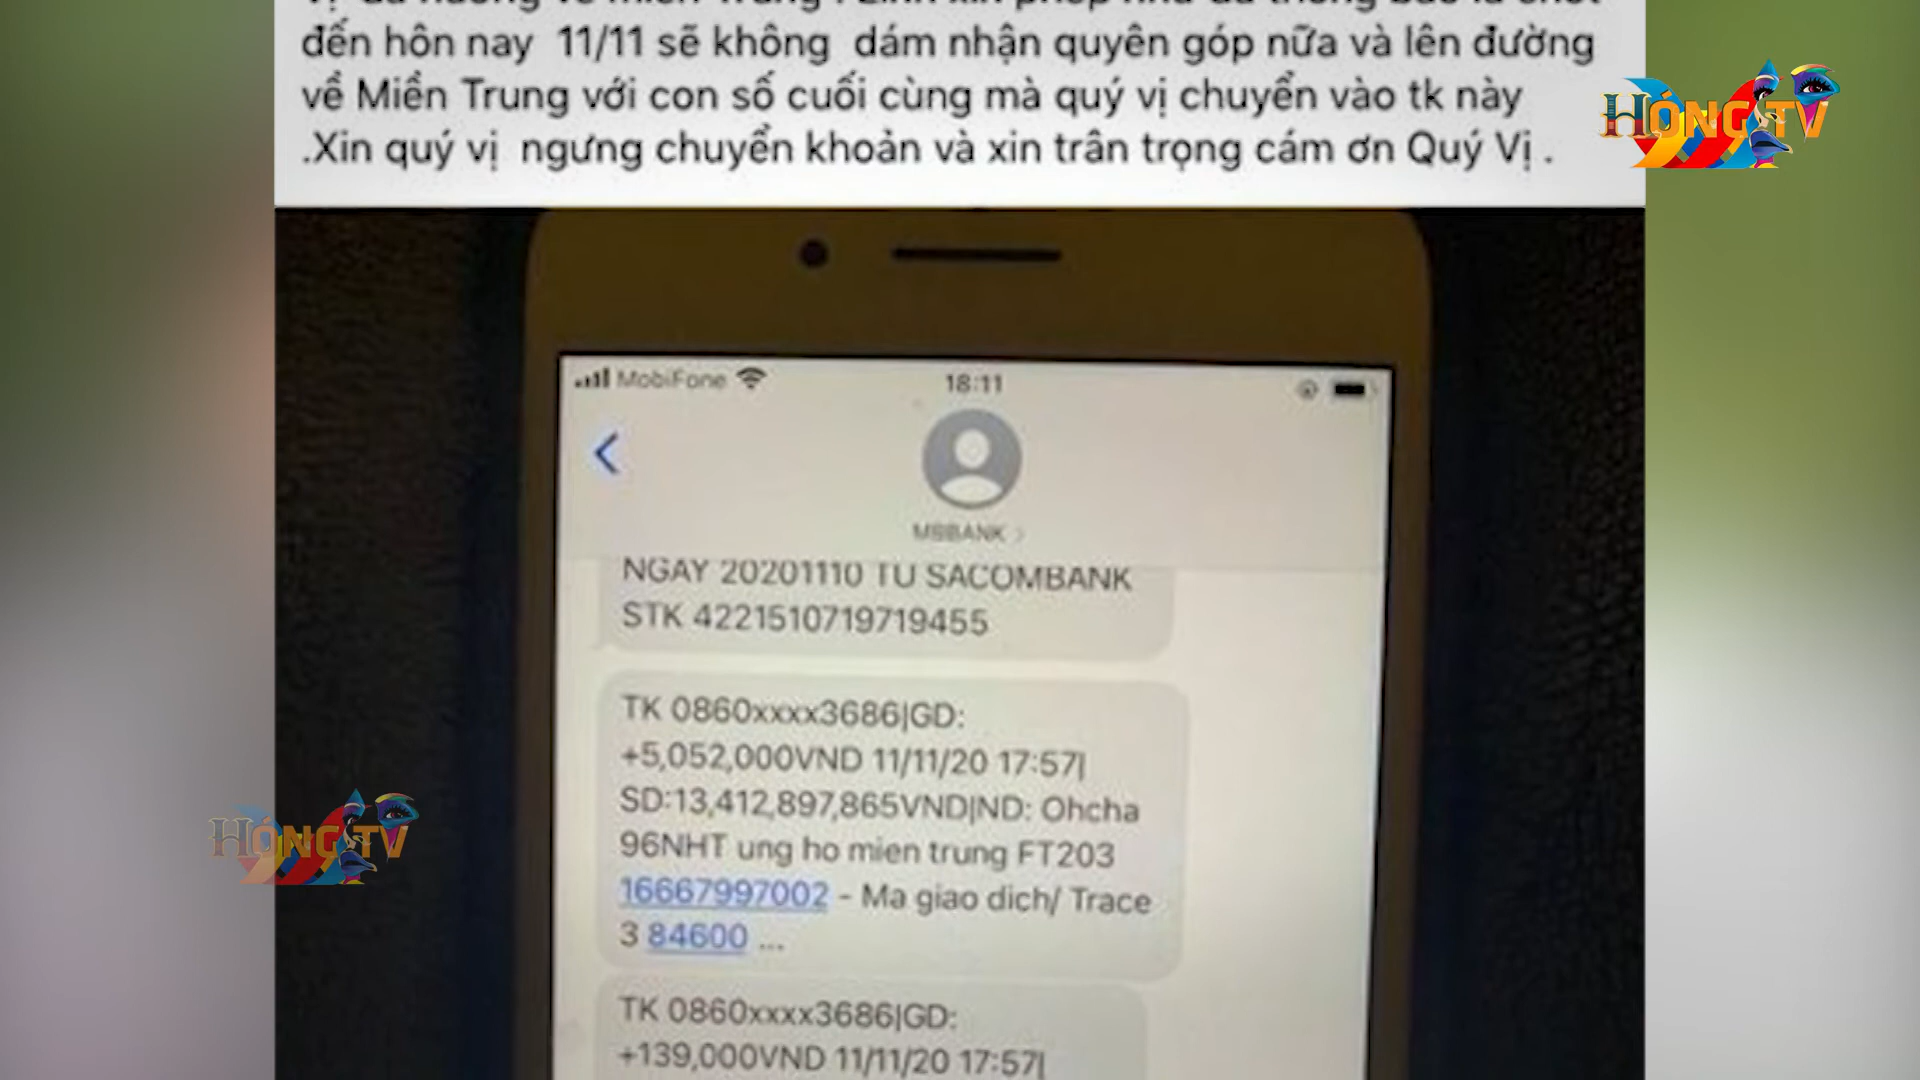 đến hôn nay 11/11 sẽ không dám nhận quyên góp nữa và lên đường
về Miền Trung với con số cuối cùng mà quý vị chuyển vào tk này
.Xin quý vị ngưng chuyển khoản và xin trân trọng cám ơn Quý Vị .
HÓNG TV
MobiFone
18:11
MSBANK
NGAY 20201110 TU SACOMBANK
STK 4221510719719455
TK 0860xxxx3686|GD:
+5,052,000VND 11/11/20 17:57|
SD:13,412,897,865VND|ND: Ohcha
96NHT ung ho mien trung FT203
16667997002 - Ma giao dich/ Trace
3 84600 ...
HÓNG TV
TK 0860xxxx3686|GD:
+139,000VND 11/11/20 17:57|